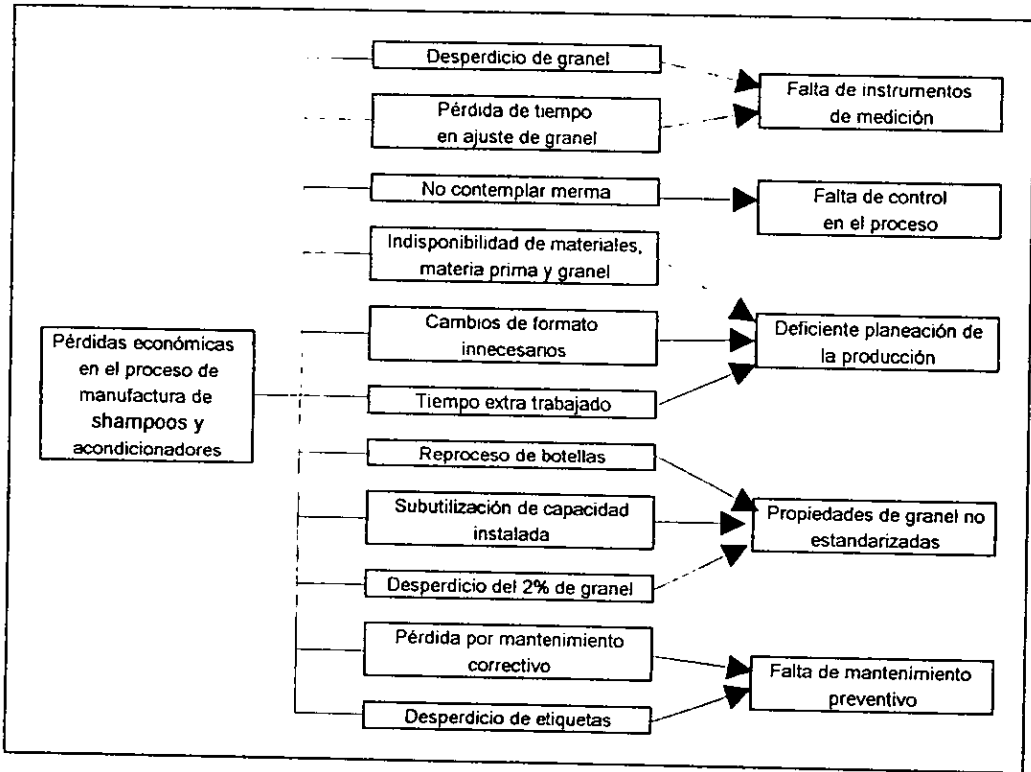 Desperdicio de granel
Pérdida de tiempo
en ajuste de granel
Falta de instrumentos
de medición
No contemplar merma
Falta de control
en el proceso
Indisponibilidad de materiales,
materia prima y granel
Cambios de formato
innecesarios
Tiempo extra trabajado
Deficiente planeación de
la producción
Pérdidas económicas
en el proceso de
manufactura de
shampoos y
acondicionadores
Reproceso de botellas
Subutilización de capacidad
instalada
Desperdicio del 2% de granel
Propiedades de granel no
estandarizadas
Pérdida por mantenimiento
correctivo
Desperdicio de etiquetas
Falta de mantenimiento
preventivo